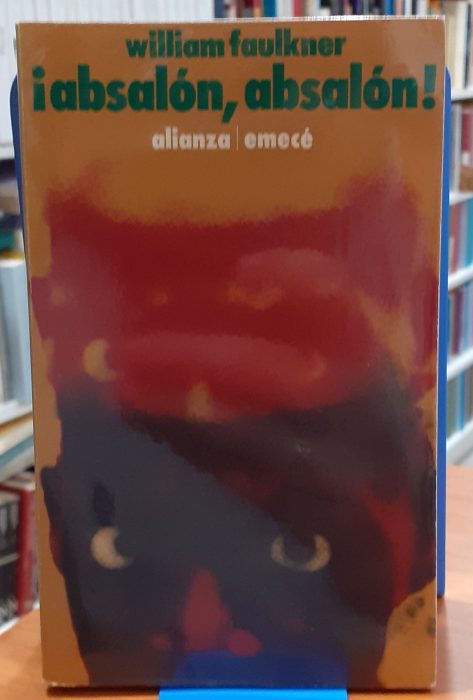 william faulkner
¡absalón, absalón!
alianza | emecé